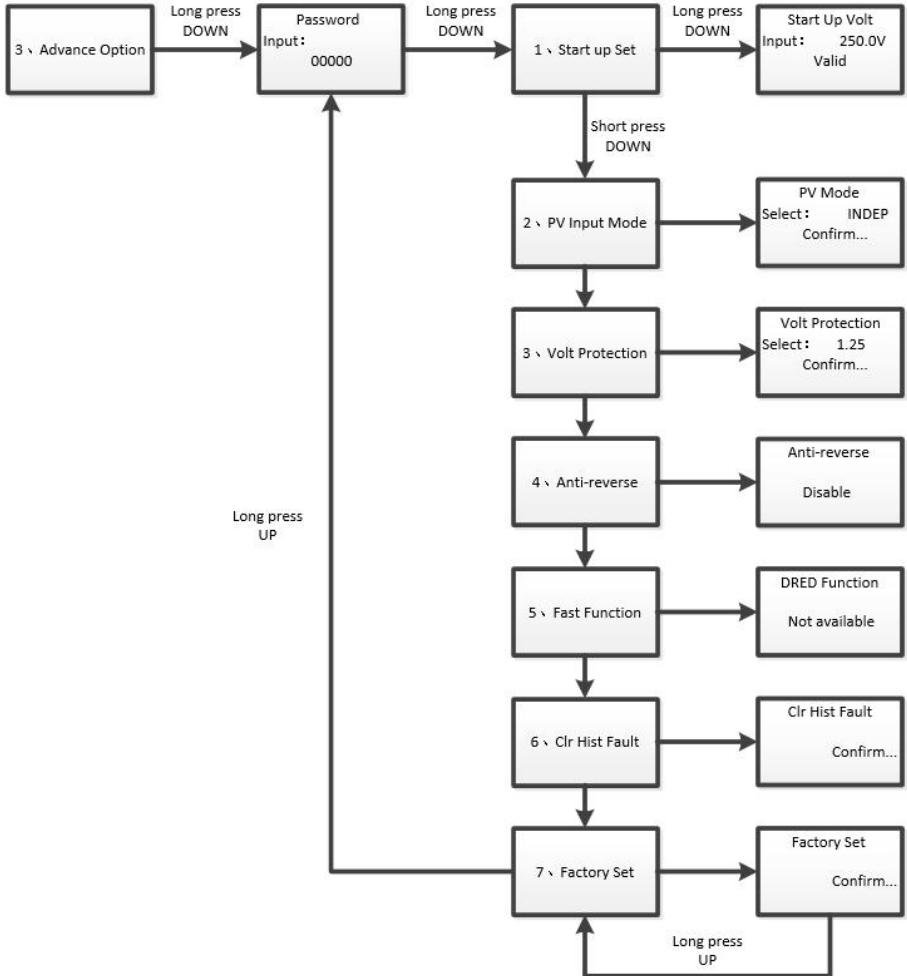 3、Advance Option
Long press
DOWN
Password
Input：
00000
Long press
DOWN
1、Start up Set
Long press
DOWN
Start Up Volt
Input： 250.0V
Valid
Short press
DOWN
2、PV Input Mode
PV Mode
Select： INDEP
Confirm...
3、Volt Protection
Volt Protection
Select： 1.25
Confirm...
4、Anti-reverse
Anti-reverse
Disable
Long press
UP
5、Fast Function
DRED Function
Not available
6、Clr Hist Fault
Clr Hist Fault
Confirm...
7、Factory Set
Factory Set
Confirm...
Long press
UP